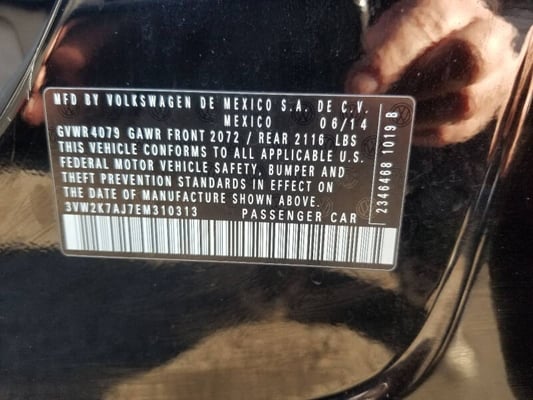 MFD BY VOLKSWAGEN DE MEXICO S.A. DE C.V.
MEXICO 06/14
GVWR4079 GAWR FRONT 2072 / REAR 2116 LBS
THIS VEHICLE CONFORMS TO ALL APPLICABLE U.S.
FEDERAL MOTOR VEHICLE SAFETY, BUMPER AND
THEFT PREVENTION STANDARDS IN EFFECT ON
THE DATE OF MANUFACTURE SHOWN ABOVE.
3VW2K7AJ7EM310313 PASSENGER CAR
2346468 1019 B